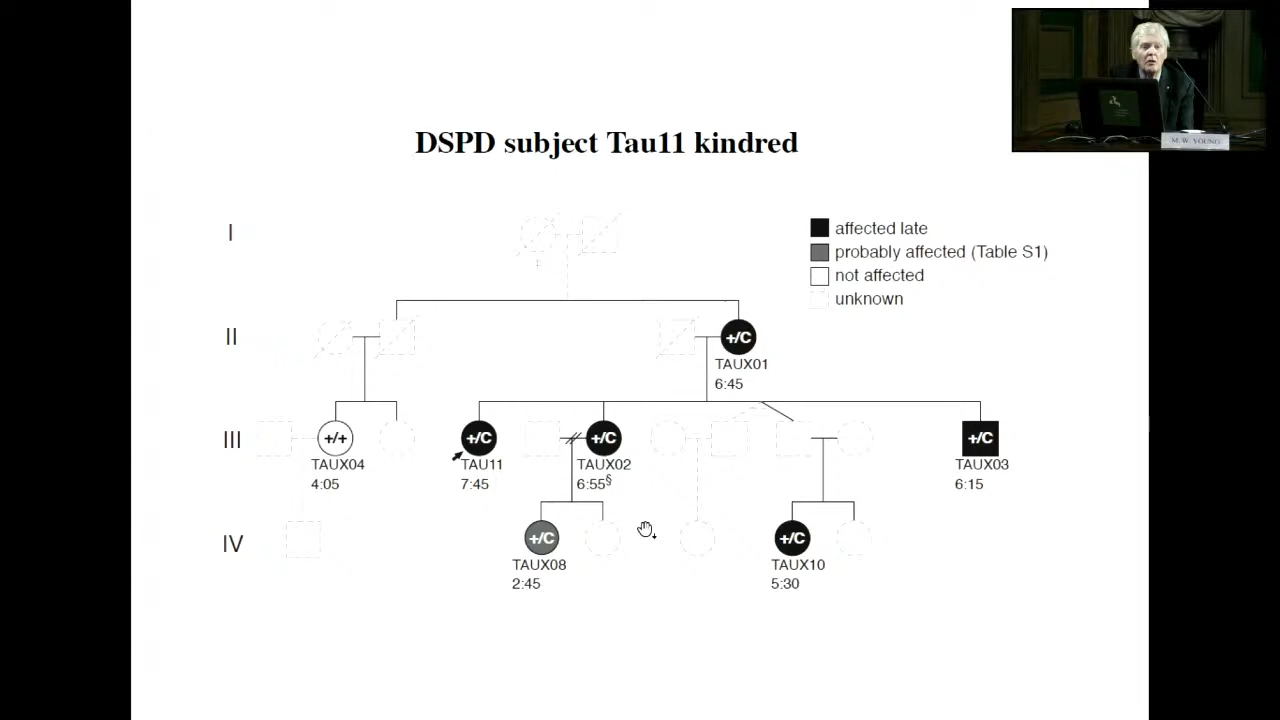 DSPD subject Tau11 kindred
I
affected late
probably affected (Table S1)
not affected
unknown
II
+/C
TAUX01
6:45
III
+/+
TAUX04
4:05
+/C
TAU11
7:45
+/C
TAUX02
6:55§
+/C
TAUX03
6:15
IV
+/C
TAUX08
2:45
+/C
TAUX10
5:30
M. W. YOUNG